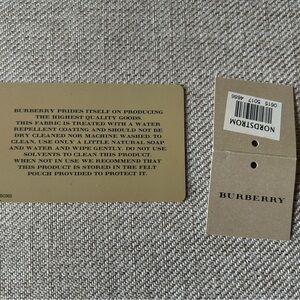 BURBERRY PRIDES ITSELF ON PRODUCING
THE HIGHEST QUALITY GOODS.
THIS FABRIC IS TREATED WITH A WATER
REPELLENT COATING AND SHOULD NOT BE
DRY CLEANED NOR MACHINE WASHED. TO
CLEAN, USE ONLY A LITTLE NATURAL SOAP
AND WATER AND WIPE GENTLY. DO NOT USE
SOLVENTS TO CLEAN THIS PRODUCT.
WHEN NOT IN USE WE RECOMMEND THAT
THIS PRODUCT IS STORED IN THE FELT
POUCH PROVIDED TO PROTECT IT.
NORDSTROM
BURBERRY